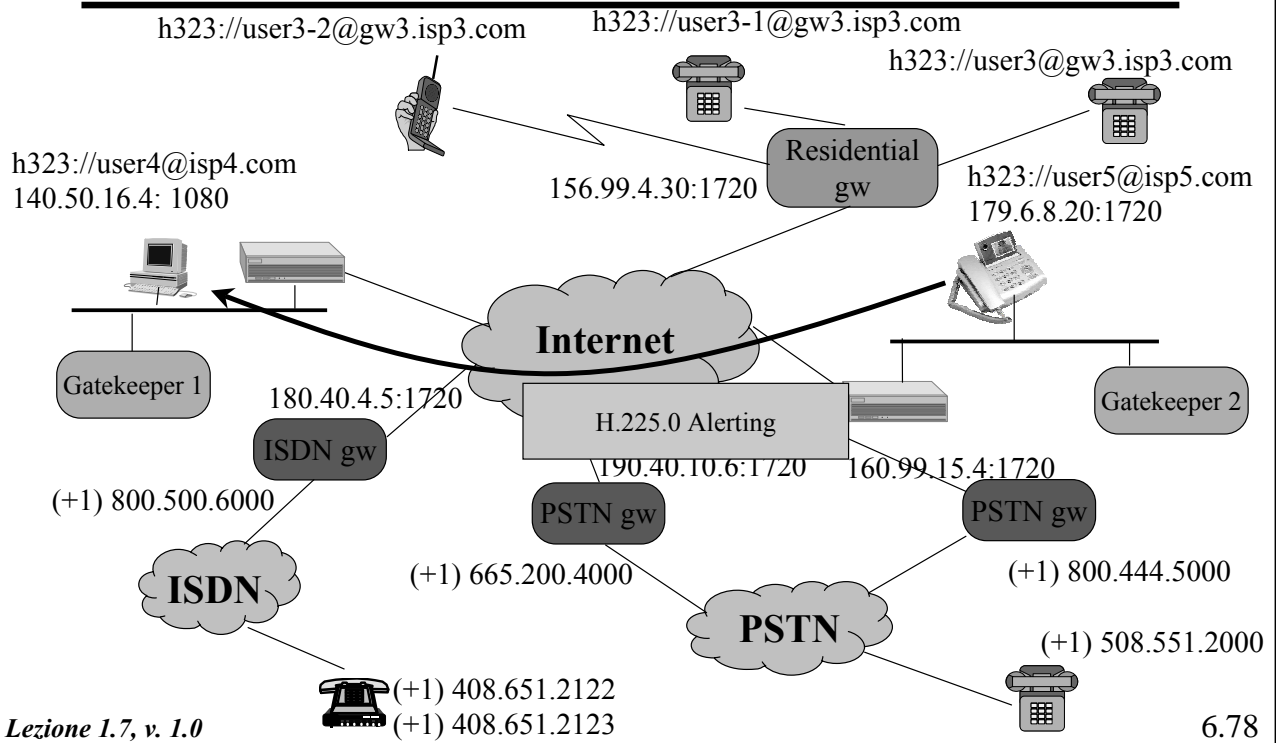 h323://user3-2@gw3.isp3.com
h323://user3-1@gw3.isp3.com
h323://user3@gw3.isp3.com
h323://user4@isp4.com
140.50.16.4: 1080
Residential
gw
156.99.4.30:1720
h323://user5@isp5.com
179.6.8.20:1720
Internet
Gatekeeper 1
180.40.4.5:1720
H.225.0 Alerting
Gatekeeper 2
ISDN gw
190.40.10.6:1720
160.99.15.4:1720
(+1) 800.500.6000
PSTN gw
PSTN gw
(+1) 665.200.4000
(+1) 800.444.5000
ISDN
PSTN
(+1) 508.551.2000
(+1) 408.651.2122
(+1) 408.651.2123
Lezione 1.7, v. 1.0
6.78